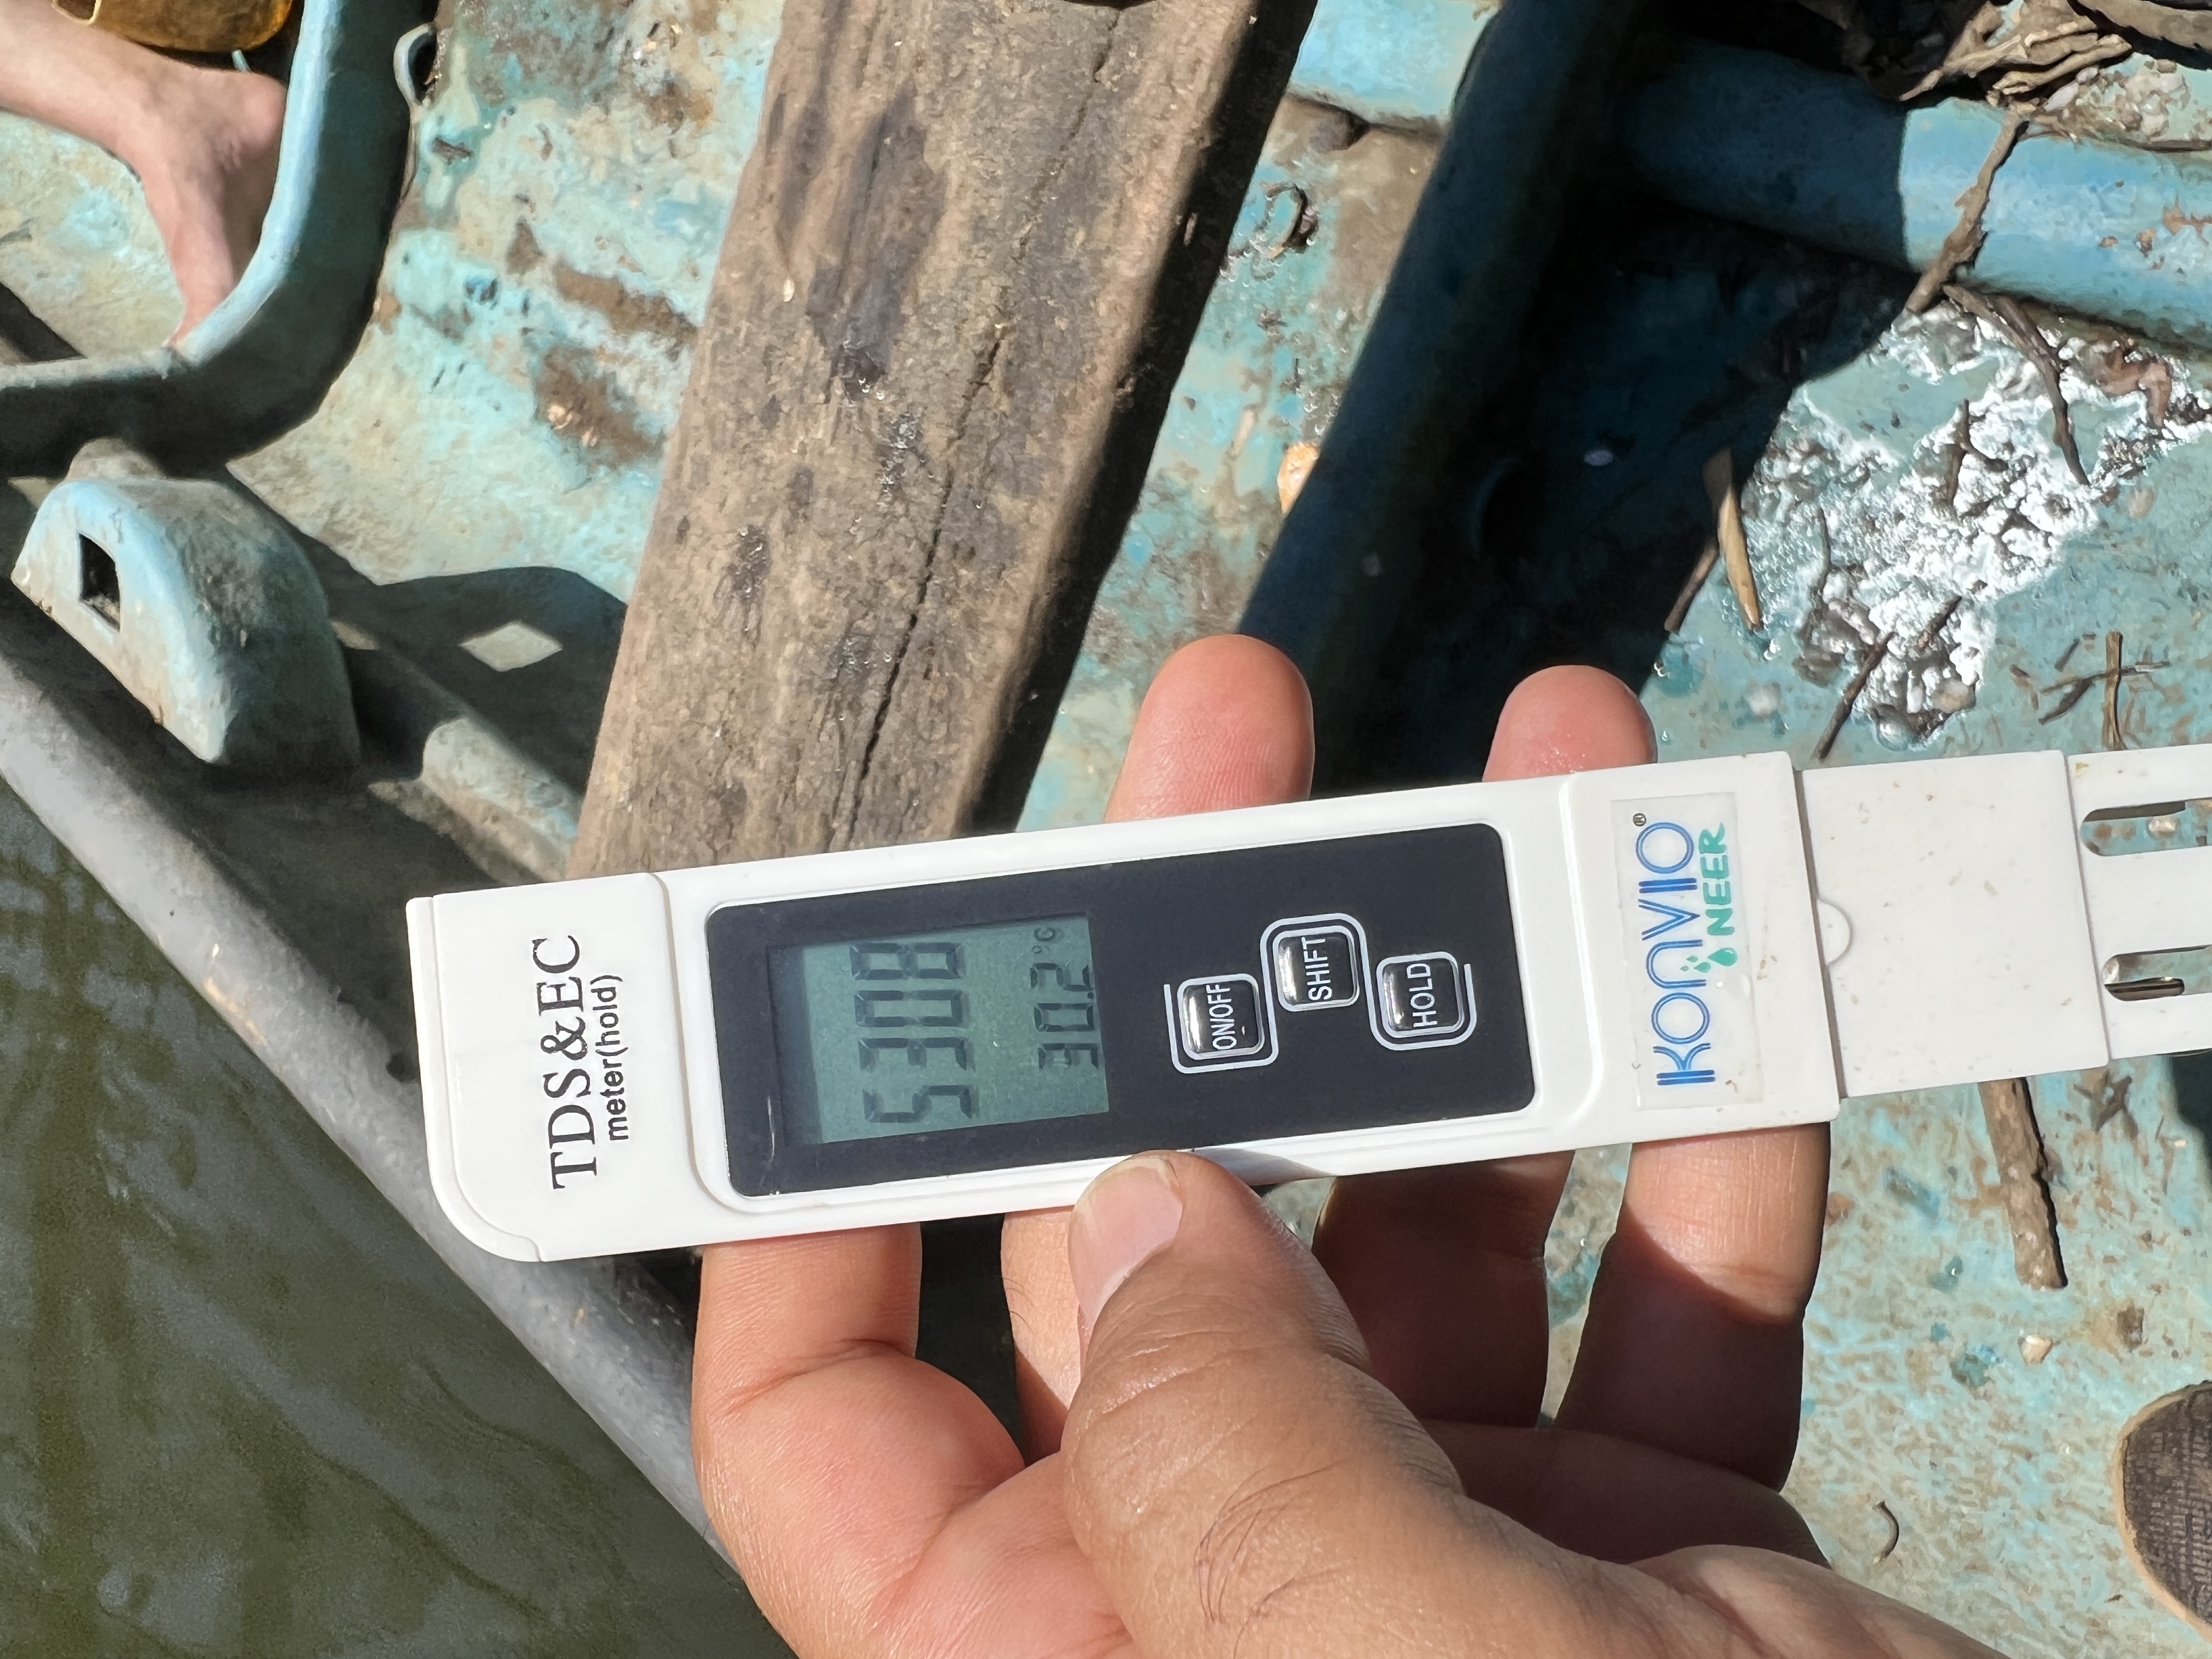 TDS&EC
meter(hold)
5308
30.2°C
ON/OFF
SHIFT
HOLD
KONVIO®
NEER